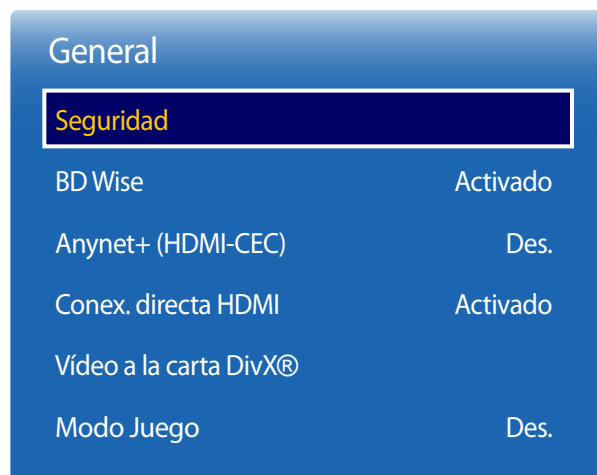 General
Seguridad
BD Wise Activado
Anynet+ (HDMI-CEC) Des.
Conex. directa HDMI Activado
Vídeo a la carta DivX®
Modo Juego Des.